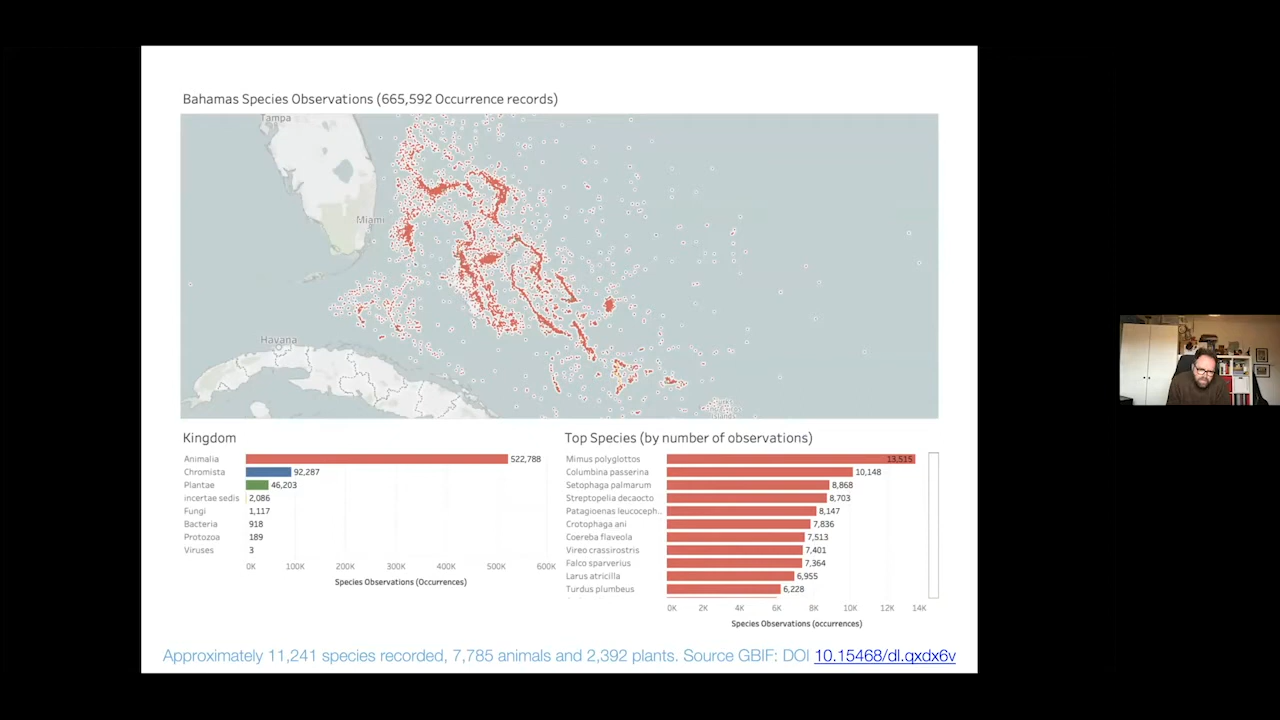 Bahamas Species Observations (665,592 Occurrence records)
Tampa
Miami
Havana
Kingdom
Animalia 522,788
Chromista 92,287
Plantae 46,203
incertae sedis 2,086
Fungi 1,117
Bacteria 918
Protozoa 189
Viruses 3
0K 100K 200K 300K 400K 500K 600K
Species Observations (Occurrences)
Top Species (by number of observations)
Mimus polyglottos 13,515
Columbina passerina 10,148
Setophaga palmarum 8,868
Streptopelia decaocto 8,703
Patagioenas leucoceph.. 8,147
Crotophaga ani 7,836
Coereba flaveola 7,513
Vireo crassirostris 7,401
Falco sparverius 7,364
Larus atricilla 6,955
Turdus plumbeus 6,228
0K 2K 4K 6K 8K 10K 12K 14K
Species Observations (occurrences)
Approximately 11,241 species recorded, 7,785 animals and 2,392 plants. Source GBIF: DOI 10.15468/dl.qxdx6v